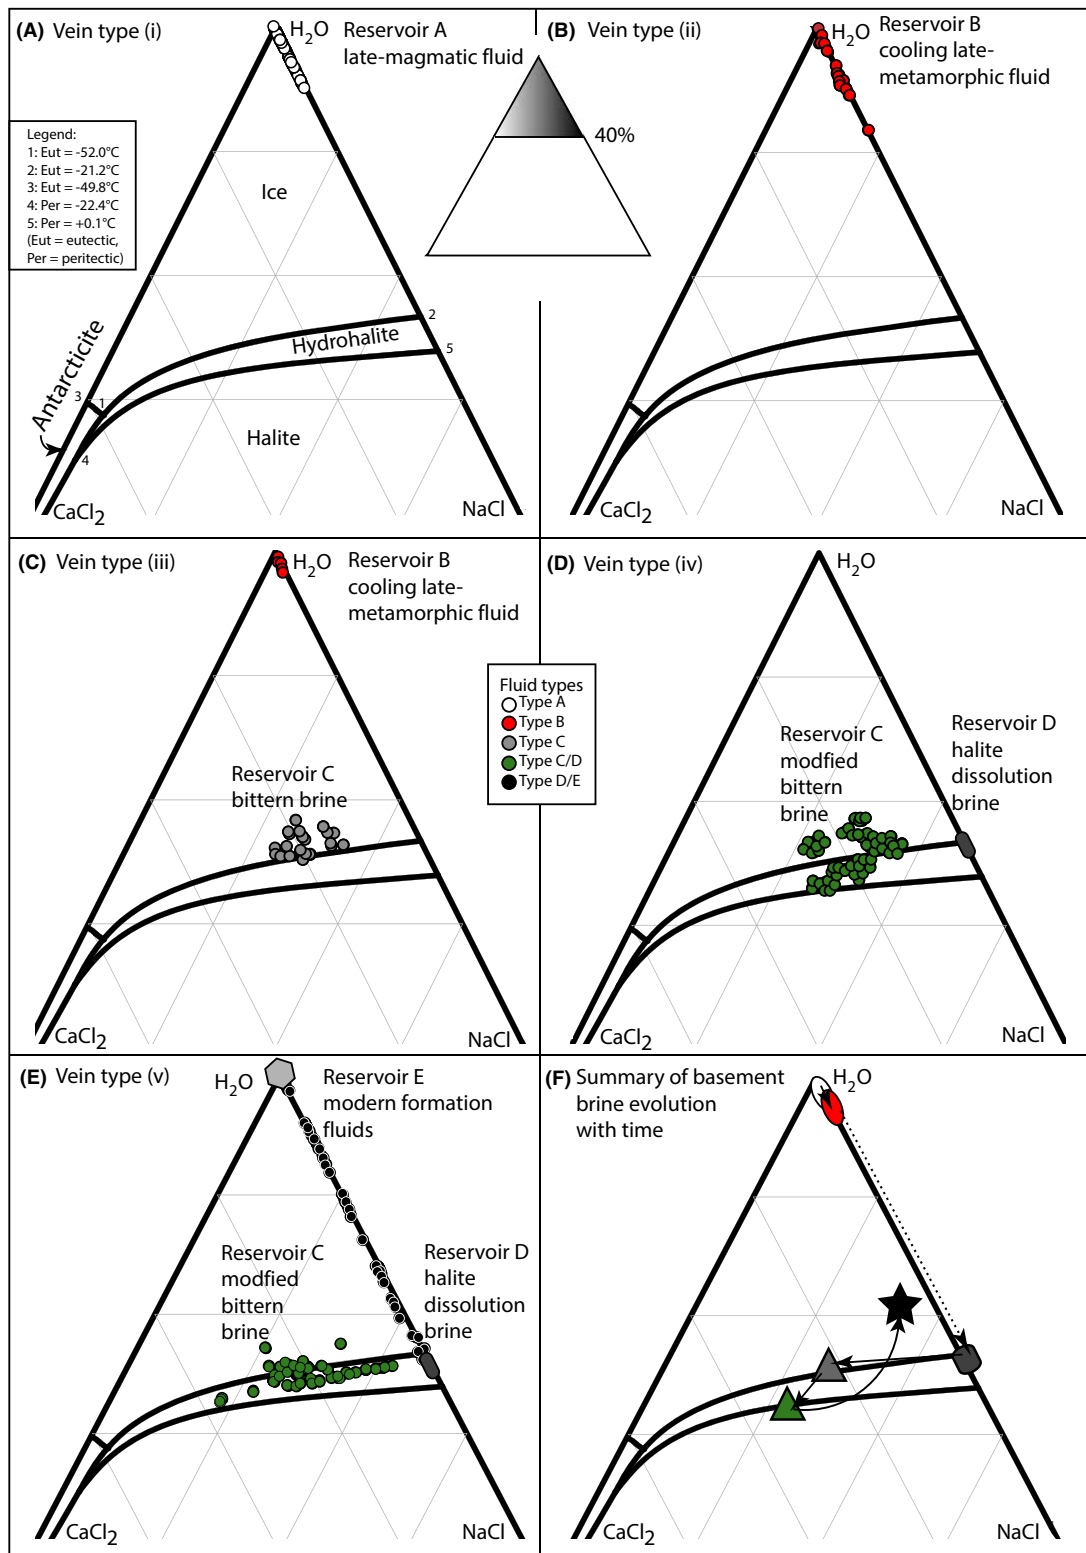 (A) Vein type (i)
H2O
Reservoir A
late-magmatic fluid
Legend:
1: Eut = -52.0°C
2: Eut = -21.2°C
3: Eut = -49.8°C
4: Per = -22.4°C
5: Per = +0.1°C
(Eut = eutectic,
Per = peritectic)
40%
Ice
Hydrohalite
Antarcticite
Halite
1
2
3
4
5
CaCl2
NaCl
(B) Vein type (ii)
H2O
Reservoir B
cooling late-
metamorphic fluid
CaCl2
NaCl
(C) Vein type (iii)
H2O
Reservoir B
cooling late-
metamorphic fluid
Reservoir C
bittern brine
CaCl2
NaCl
Fluid types
Type A
Type B
Type C
Type C/D
Type D/E
(D) Vein type (iv)
H2O
Reservoir C
modfied
bittern
brine
Reservoir D
halite
dissolution
brine
CaCl2
NaCl
(E) Vein type (v)
H2O
Reservoir E
modern formation
fluids
Reservoir C
modfied
bittern
brine
Reservoir D
halite
dissolution
brine
CaCl2
NaCl
(F) Summary of basement
brine evolution
with time
H2O
CaCl2
NaCl